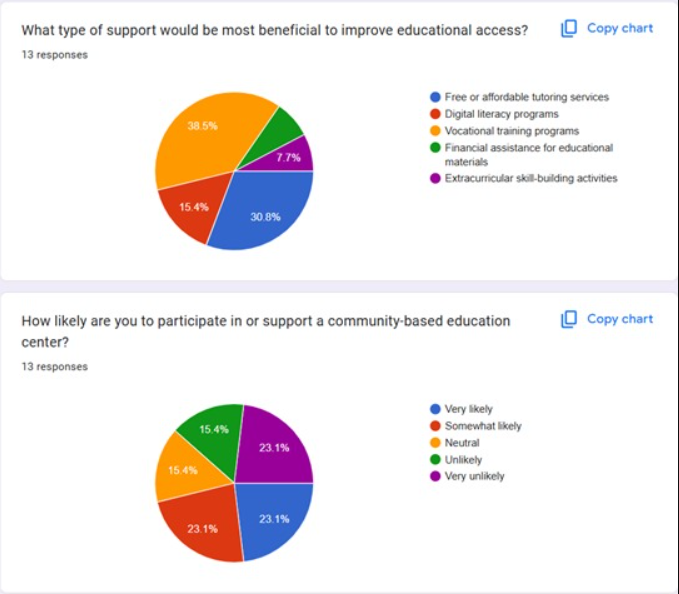 What type of support would be most beneficial to improve educational access?
Copy chart
13 responses
38.5%
7.7%
15.4%
30.8%
Free or affordable tutoring services
Digital literacy programs
Vocational training programs
Financial assistance for educational
materials
Extracurricular skill-building activities
How likely are you to participate in or support a community-based education
center?
Copy chart
13 responses
15.4%
23.1%
15.4%
23.1%
23.1%
Very likely
Somewhat likely
Neutral
Unlikely
Very unlikely